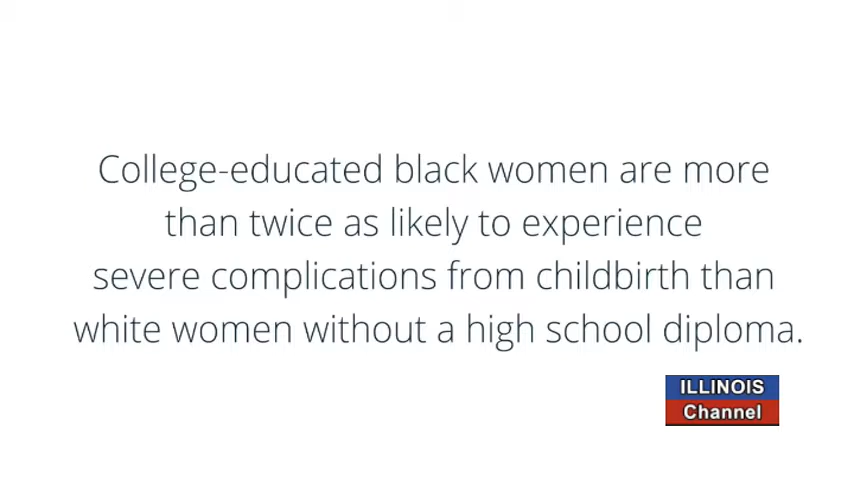 College-educated black women are more
than twice as likely to experience
severe complications from childbirth than
white women without a high school diploma.
ILLINOIS
Channel